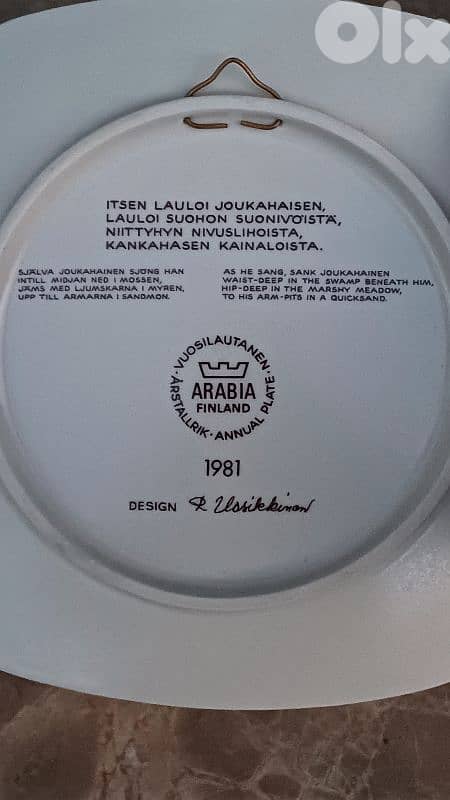 olx
ITSEN LAULOI JOUKAHAISEN,
LAULOI SUOHON SUONIVÖISTÄ,
NIITTYHYN NIVUSLIHOISTA,
KANKAHASEN KAINALOISTA.
SJÄLVA JOUKAHAINEN SJÖNG HAN
INTILL MIDJAN NED I MOSSEN,
JÄMS MED LJUMSKARNA I MYREN,
UPP TILL ARMARNA I SANDMON.
AS HE SANG, SANK JOUKAHAINEN
WAIST-DEEP IN THE SWAMP BENEATH HIM,
HIP-DEEP IN THE MARSHY MEADOW,
TO HIS ARM-PITS IN A QUICKSAND.
VUOSILAUTANEN · ÅRSTALLRIK · ANNUAL PLATE ·
ARABIA
FINLAND
1981
DESIGN R. Uosikkinen